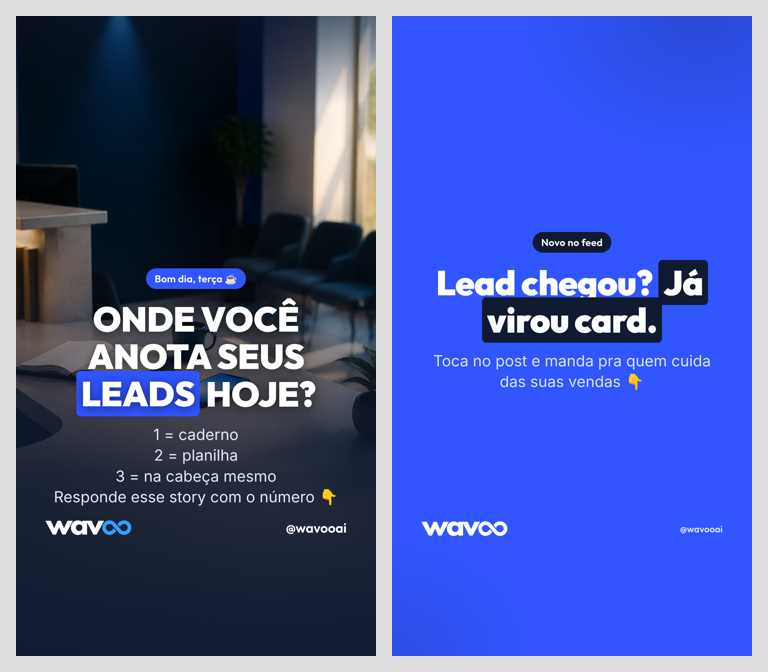 Bom dia, terça ☕
ONDE VOCÊ
ANOTA SEUS
LEADS HOJE?
1 = caderno
2 = planilha
3 = na cabeça mesmo
Responde esse story com o número 👇
wavoo
@wavooai
Novo no feed
Lead chegou? Já
virou card.
Toca no post e manda pra quem cuida
das suas vendas 👇
wavoo
@wavooai